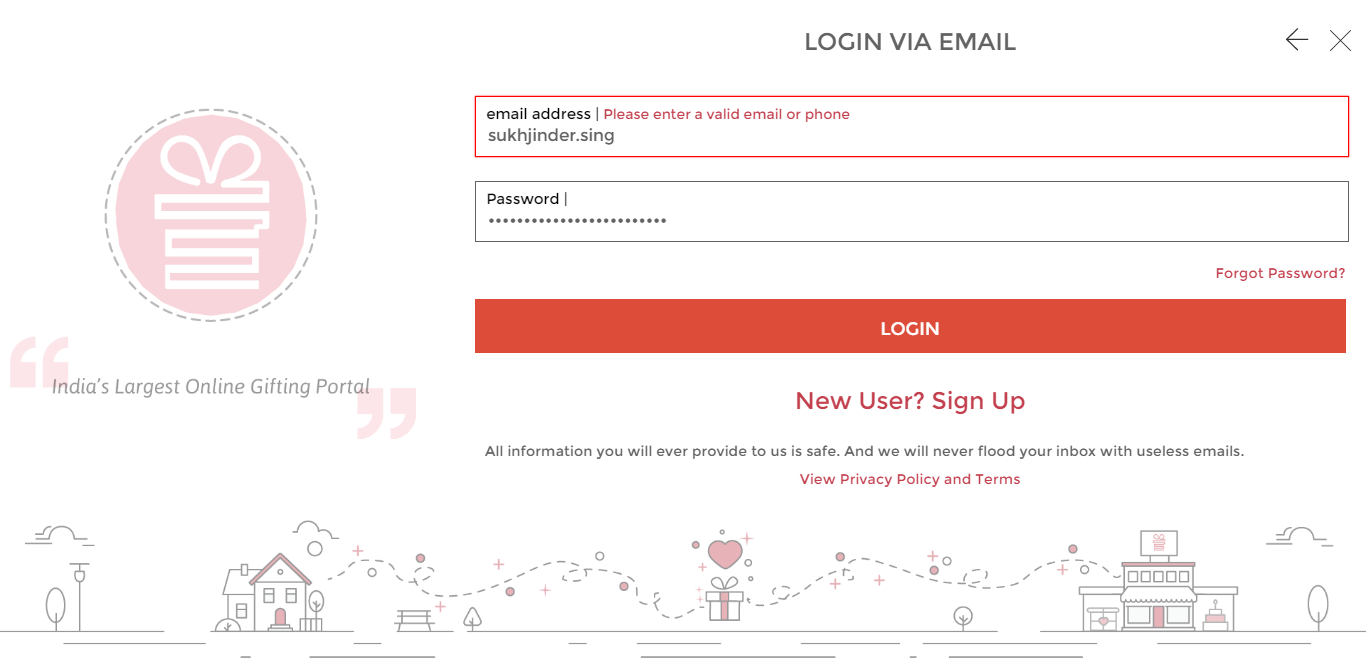 LOGIN VIA EMAIL
email address | Please enter a valid email or phone
sukhjinder.sing
Password |
•••••••••••••••••••••••••
Forgot Password?
LOGIN
India's Largest Online Gifting Portal
New User? Sign Up
All information you will ever provide to us is safe. And we will never flood your inbox with useless emails.
View Privacy Policy and Terms